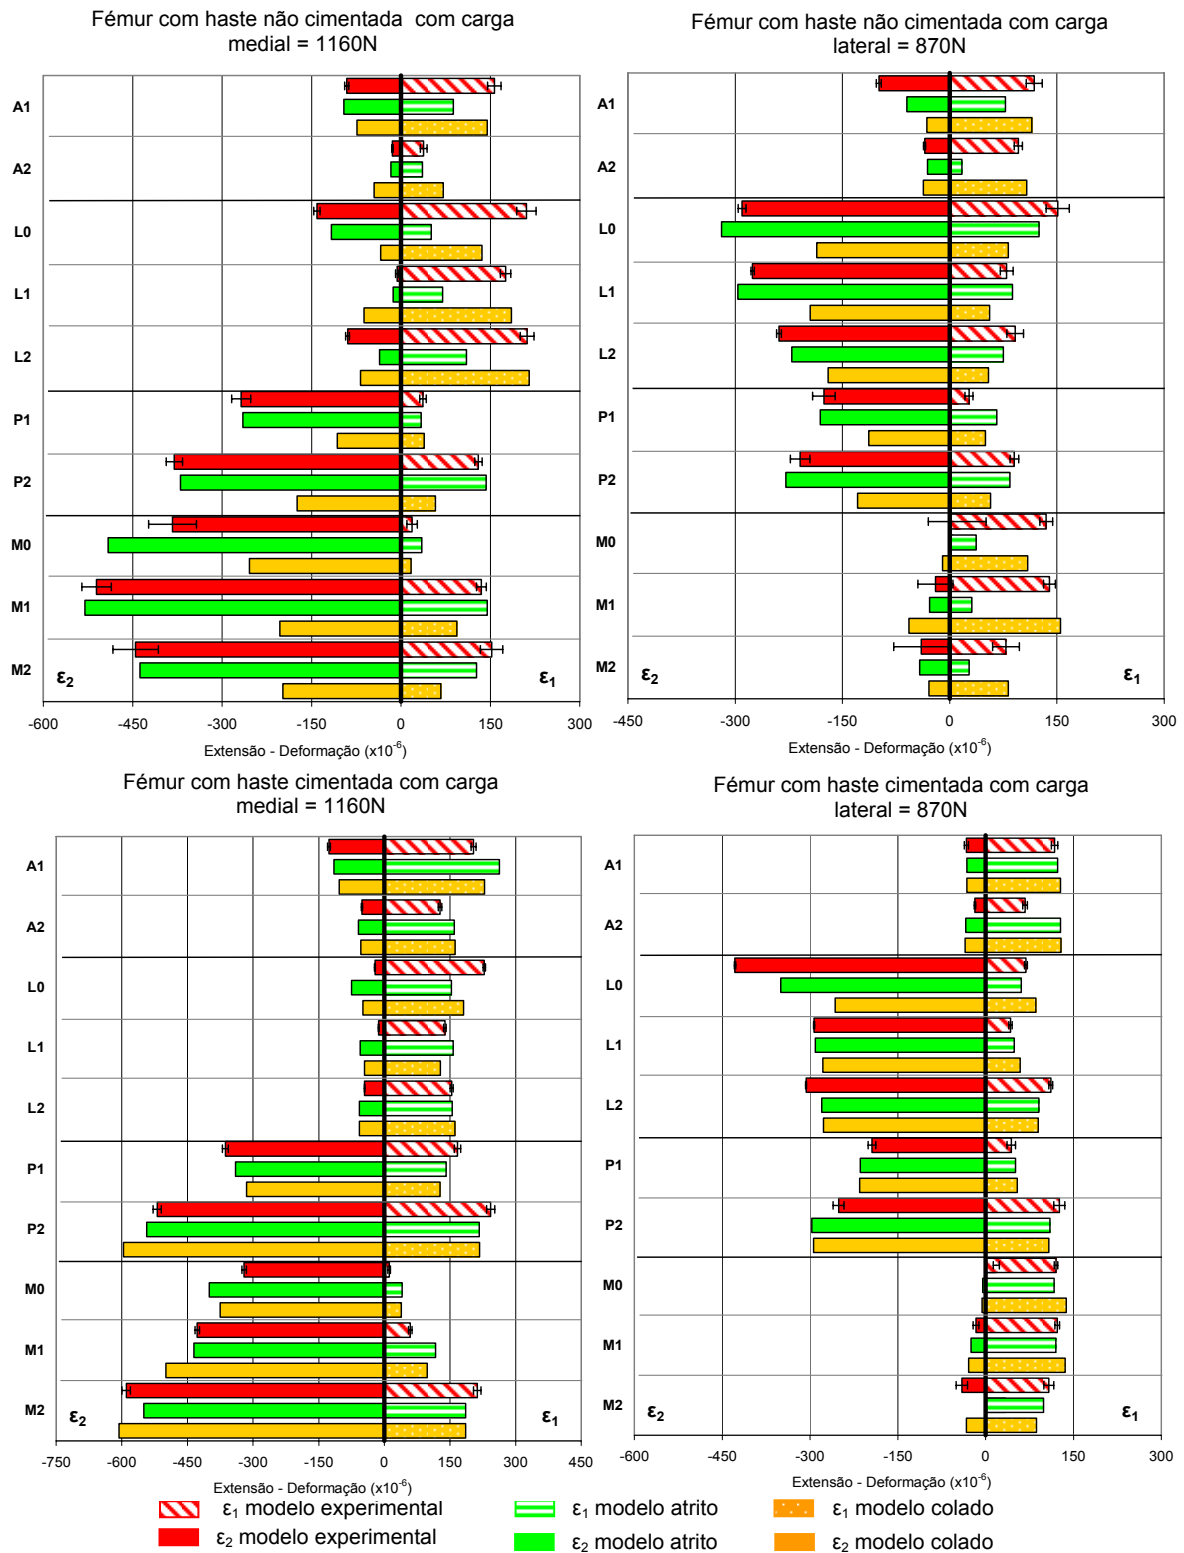 Fémur com haste não cimentada com carga
medial = 1160N
A1
A2
L0
L1
L2
P1
P2
M0
M1
M2
ε2
ε1
-600 -450 -300 -150 0 150 300
Extensão - Deformação (x10-6)
Fémur com haste não cimentada com carga
lateral = 870N
A1
A2
L0
L1
L2
P1
P2
M0
M1
M2
ε2
ε1
-450 -300 -150 0 150 300
Extensão - Deformação (x10-6)
Fémur com haste cimentada com carga
medial = 1160N
A1
A2
L0
L1
L2
P1
P2
M0
M1
M2
ε2
ε1
-750 -600 -450 -300 -150 0 150 300 450
Extensão - Deformação (x10-6)
Fémur com haste cimentada com carga
lateral = 870N
A1
A2
L0
L1
L2
P1
P2
M0
M1
M2
ε2
ε1
-600 -450 -300 -150 0 150 300
Extensão - Deformação (x10-6)
ε1 modelo experimental
ε1 modelo atrito
ε1 modelo colado
ε2 modelo experimental
ε2 modelo atrito
ε2 modelo colado